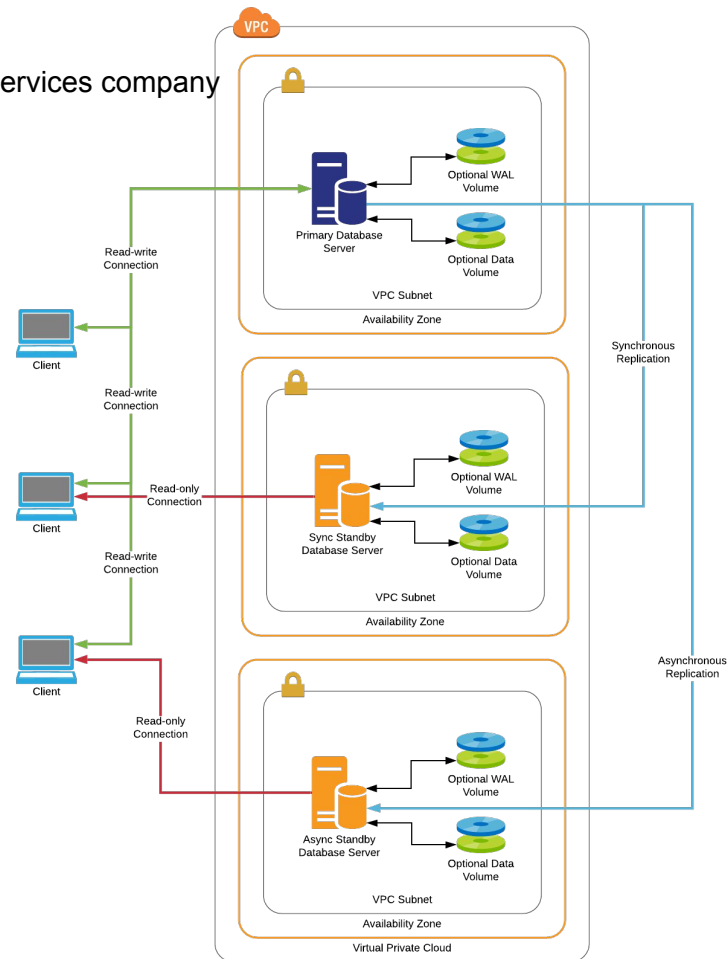 VPC
ervices company
Optional WAL
Volume
Primary Database
Server
Optional Data
Volume
VPC Subnet
Availability Zone
Read-write
Connection
Client
Synchronous
Replication
Read-write
Connection
Optional WAL
Volume
Read-only
Connection
Client
Sync Standby
Database Server
Optional Data
Volume
Read-write
Connection
VPC Subnet
Availability Zone
Client
Asynchronous
Replication
Read-only
Connection
Optional WAL
Volume
Async Standby
Database Server
Optional Data
Volume
VPC Subnet
Availability Zone
Virtual Private Cloud